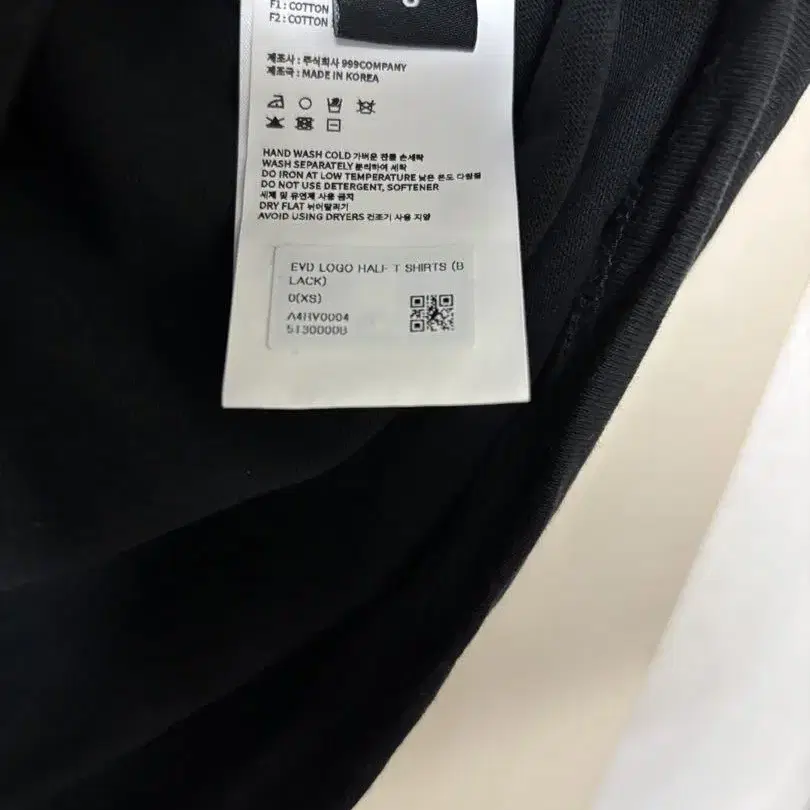 F1 : COTTON
F2 : COTTON
제조사 : 주식회사 999COMPANY
제조국 : MADE IN KOREA
HAND WASH COLD 가벼운 찬물 손세탁
WASH SEPARATELY 분리하여 세탁
DO IRON AT LOW TEMPERATURE 낮은 온도 다림질
DO NOT USE DETERGENT, SOFTENER
세제 및 유연제 사용 금지
DRY FLAT 뉘어말리기
AVOID USING DRYERS 건조기 사용 지양
EVD LOGO HALF T SHIRTS (B
LACK)
0(XS)
A4HV0004
5130000B